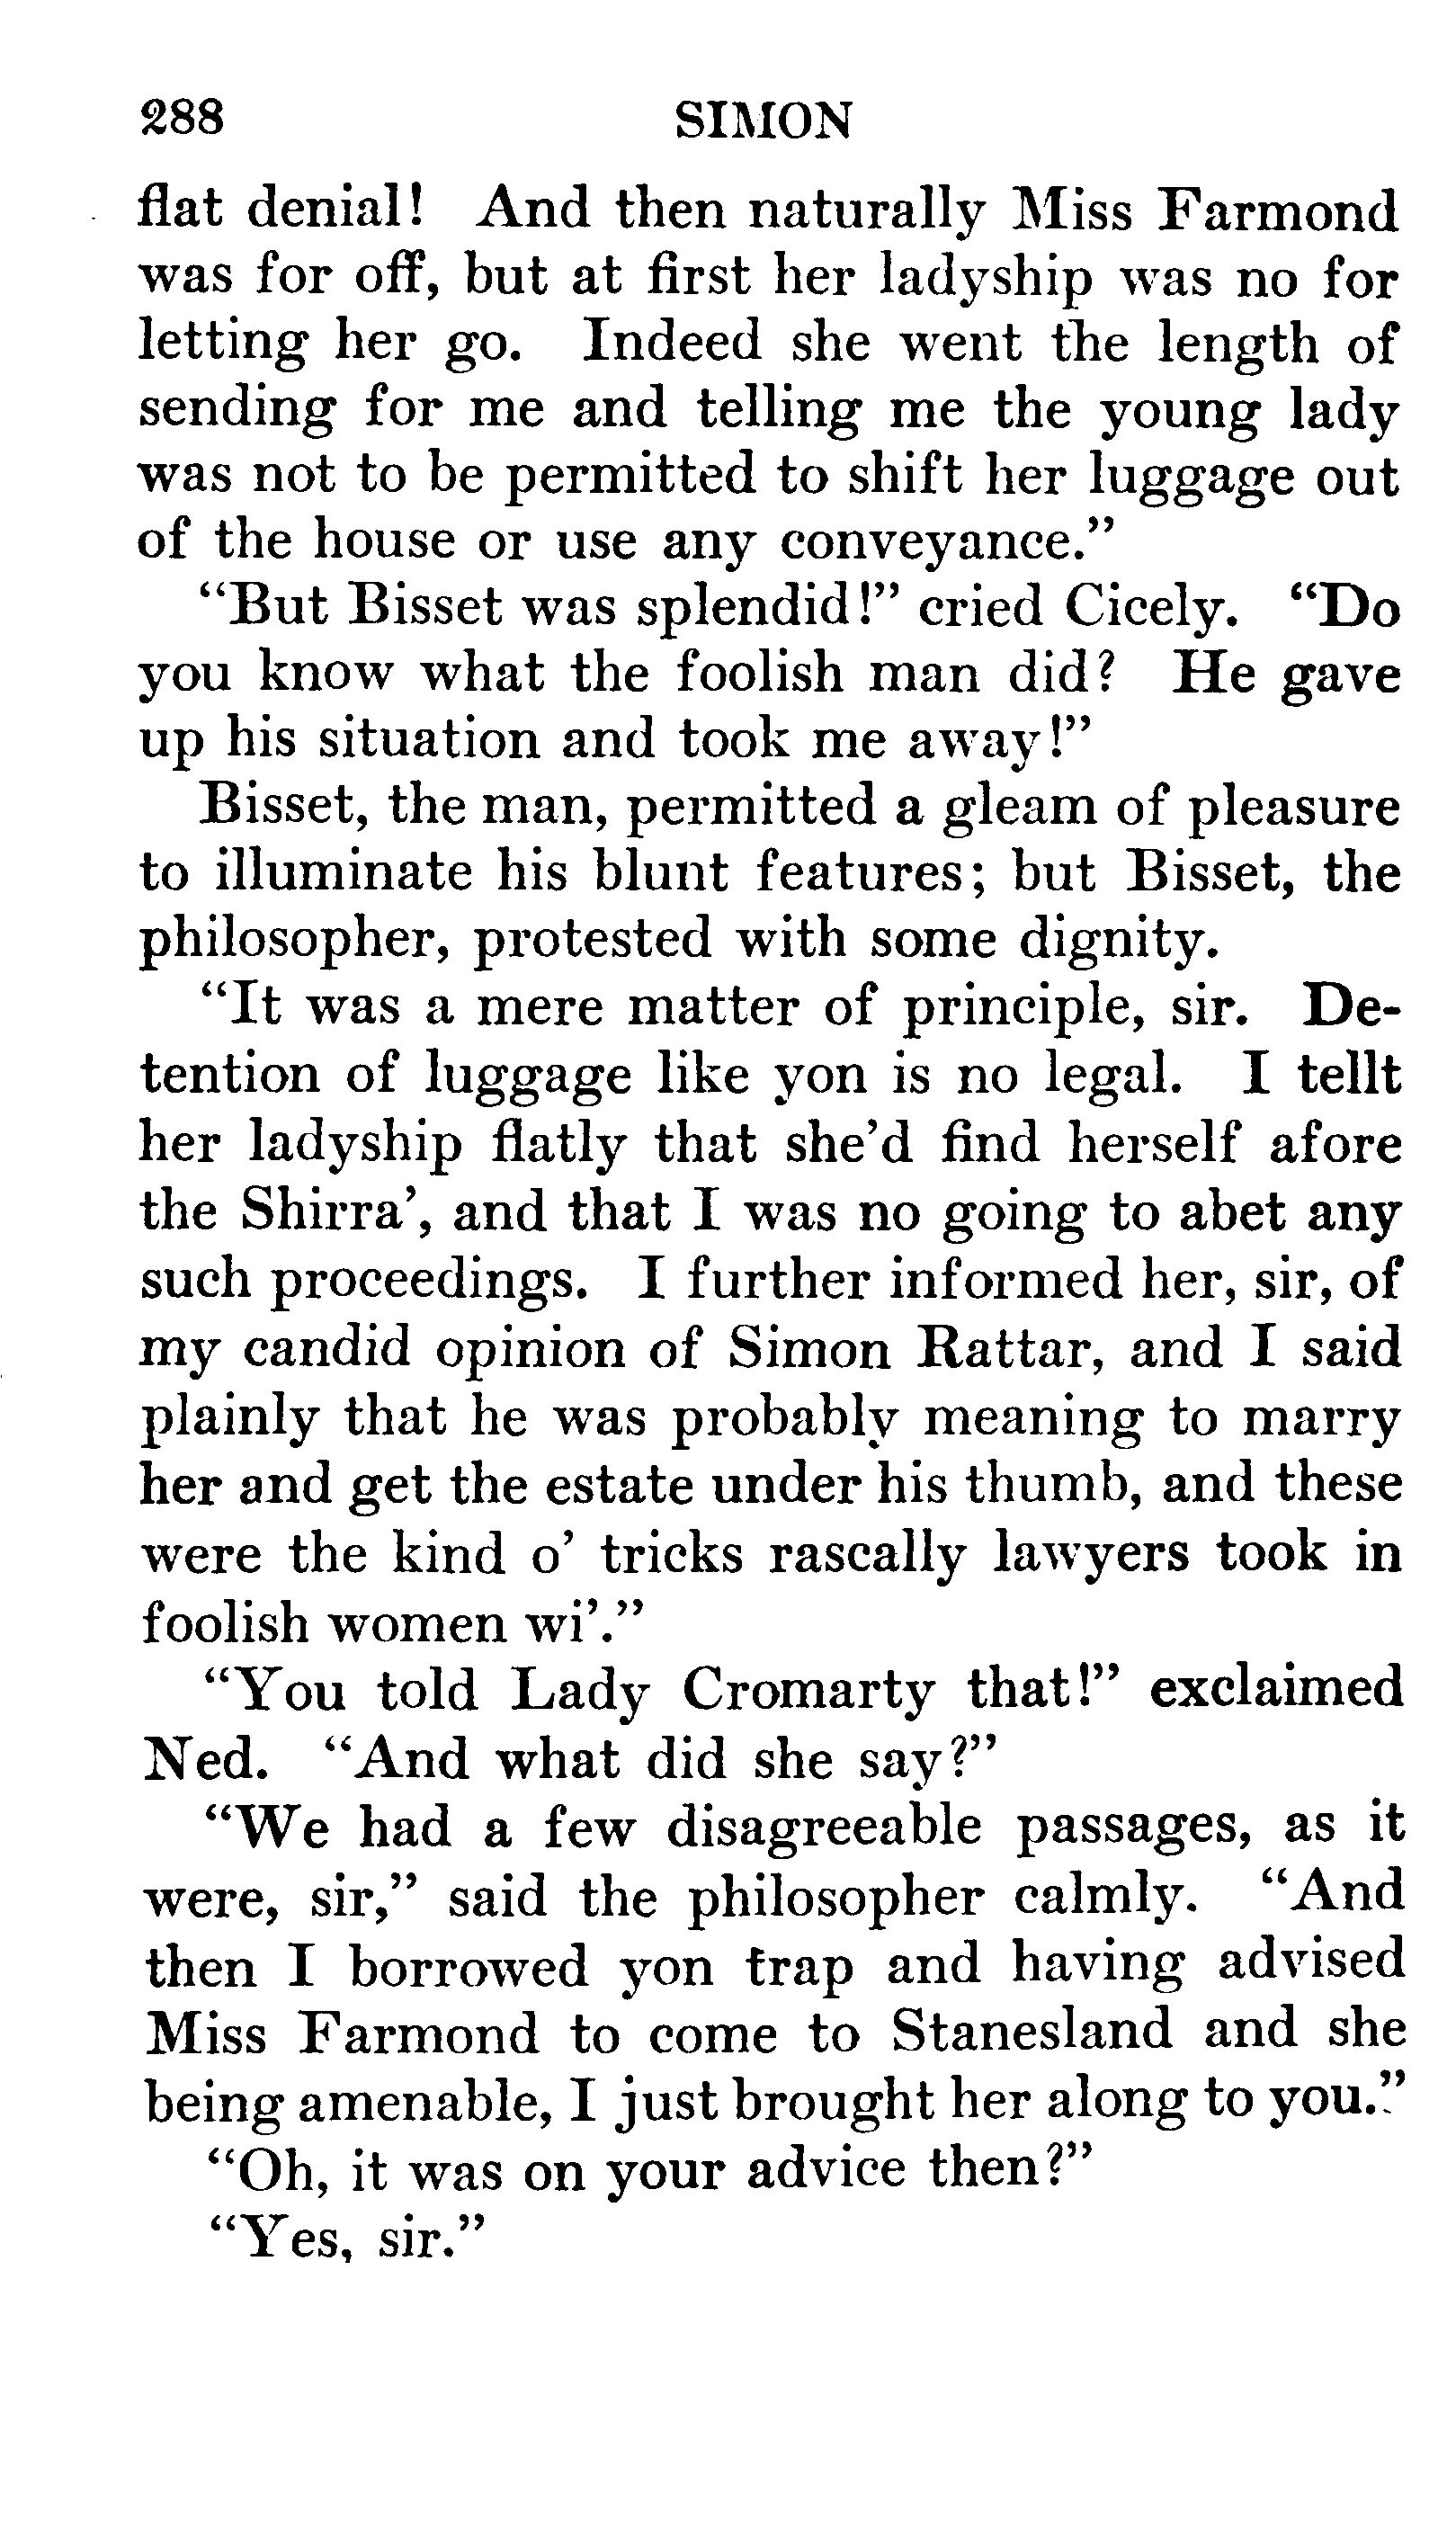 288 SIMON
flat denial! And then naturally Miss Farmond
was for off, but at first her ladyship was no for
letting her go. Indeed she went the length of
sending for me and telling me the young lady
was not to be permitted to shift her luggage out
of the house or use any conveyance.”
“But Bisset was splendid!” cried Cicely. “Do
you know what the foolish man did? He gave
up his situation and took me away!”
Bisset, the man, permitted a gleam of pleasure
to illuminate his blunt features; but Bisset, the
philosopher, protested with some dignity.
“It was a mere matter of principle, sir. De-
tention of luggage like yon is no legal. I tellt
her ladyship flatly that she’d find herself afore
the Shirra’, and that I was no going to abet any
such proceedings. I further informed her, sir, of
my candid opinion of Simon Rattar, and I said
plainly that he was probably meaning to marry
her and get the estate under his thumb, and these
were the kind o’ tricks rascally lawyers took in
foolish women wi’.”
“You told Lady Cromarty that!” exclaimed
Ned. “And what did she say?”
“We had a few disagreeable passages, as it
were, sir,” said the philosopher calmly. “And
then I borrowed yon trap and having advised
Miss Farmond to come to Stanesland and she
being amenable, I just brought her along to you.”
“Oh, it was on your advice then?”
“Yes, sir.”